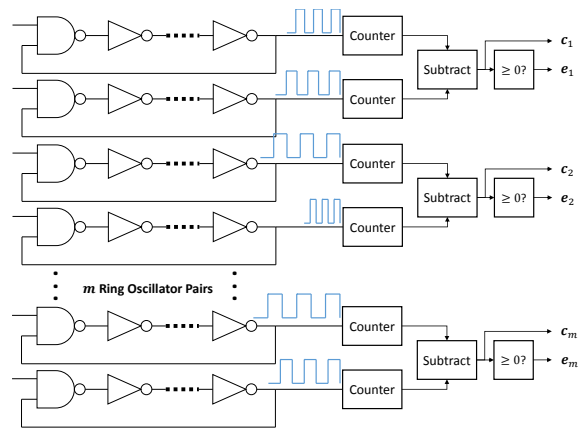 Counter
c₁
Subtract
≥ 0?
e₁
Counter
Counter
c₂
Subtract
≥ 0?
e₂
Counter
m Ring Oscillator Pairs
Counter
cₘ
Subtract
≥ 0?
eₘ
Counter